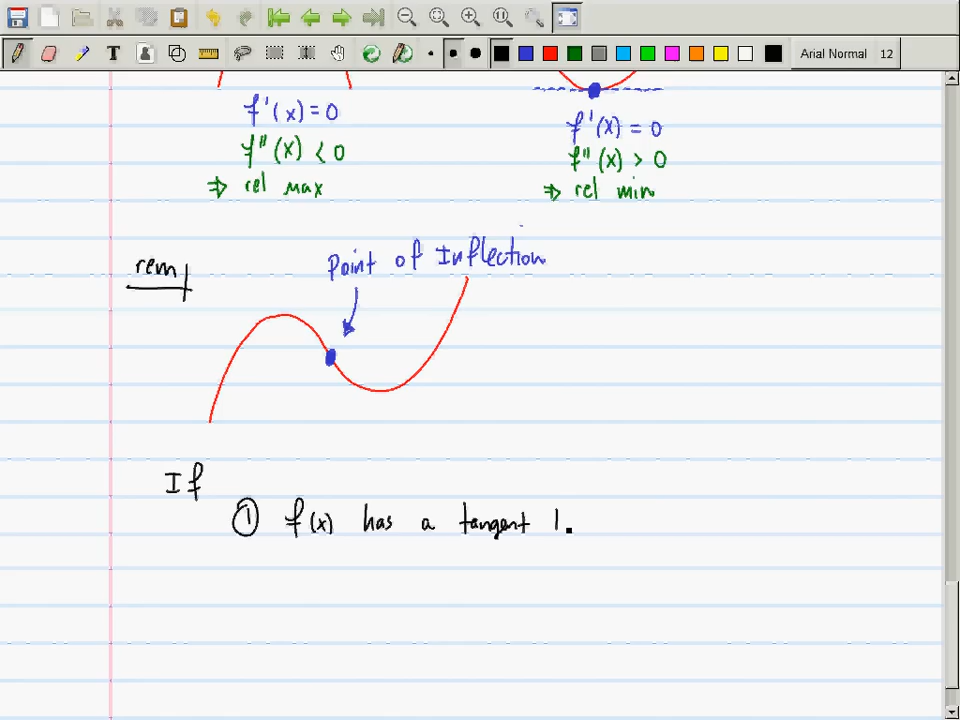 Arial Normal 12
f'(x) = 0
f''(x) < 0
⇒ rel max
f'(x) = 0
f''(x) > 0
⇒ rel min
rem
Point of Inflection
If
① f(x) has a tangent l